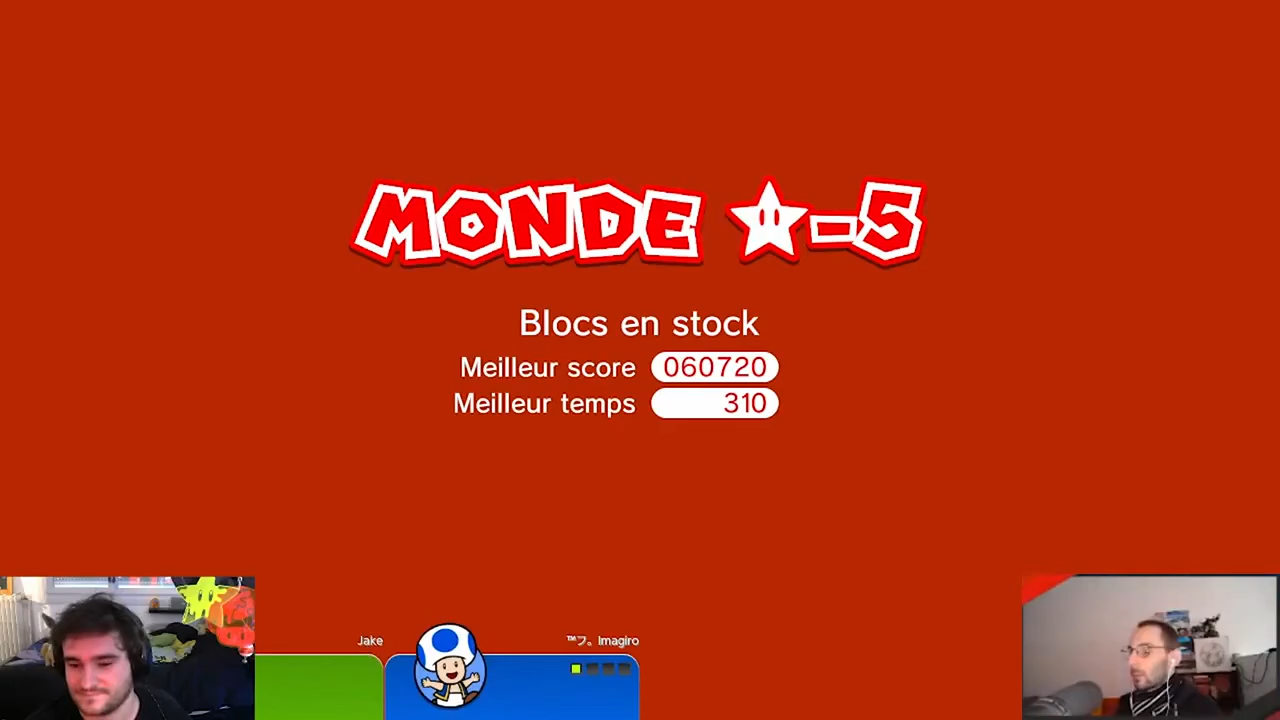 MONDE ★-5
Blocs en stock
Meilleur score 060720
Meilleur temps 310
Jake
™フ。Imagiro